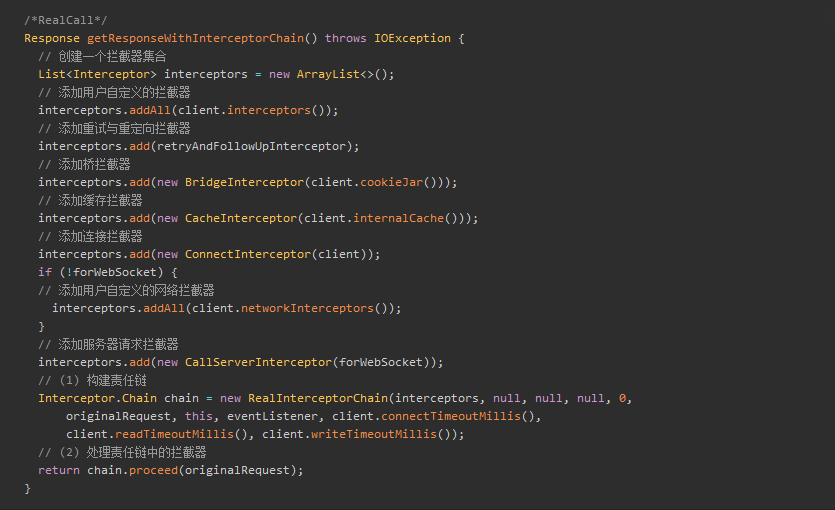 /*RealCall*/
Response getResponseWithInterceptorChain() throws IOException {
  // 创建一个拦截器集合
  List<Interceptor> interceptors = new ArrayList<>();
  // 添加用户自定义的拦截器
  interceptors.addAll(client.interceptors());
  // 添加重试与重定向拦截器
  interceptors.add(retryAndFollowUpInterceptor);
  // 添加桥拦截器
  interceptors.add(new BridgeInterceptor(client.cookieJar()));
  // 添加缓存拦截器
  interceptors.add(new CacheInterceptor(client.internalCache()));
  // 添加连接拦截器
  interceptors.add(new ConnectInterceptor(client));
  if (!forWebSocket) {
  // 添加用户自定义的网络拦截器
    interceptors.addAll(client.networkInterceptors());
  }
  // 添加服务器请求拦截器
  interceptors.add(new CallServerInterceptor(forWebSocket));
  // (1) 构建责任链
  Interceptor.Chain chain = new RealInterceptorChain(interceptors, null, null, null, 0,
      originalRequest, this, eventListener, client.connectTimeoutMillis(),
      client.readTimeoutMillis(), client.writeTimeoutMillis());
  // (2) 处理责任链中的拦截器
  return chain.proceed(originalRequest);
}